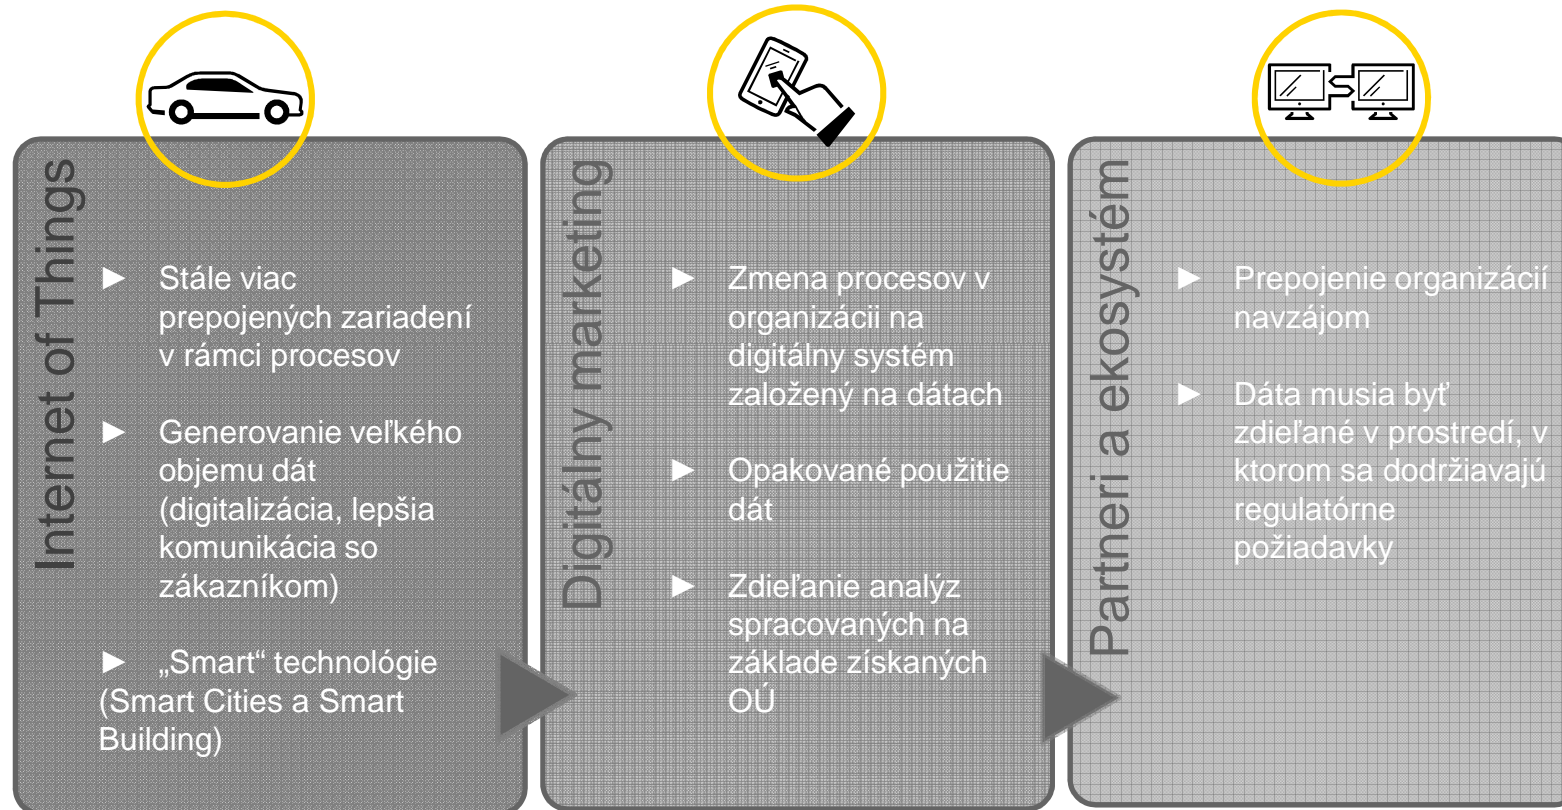 Internet of Things
► Stále viac
prepojených zariadení
v rámci procesov
► Generovanie veľkého
objemu dát
(digitalizácia, lepšia
komunikácia so
zákazníkom)
► „Smart“ technológie
(Smart Cities a Smart
Building)
Digitálny marketing
► Zmena procesov v
organizácii na
digitálny systém
založený na dátach
► Opakované použitie
dát
► Zdieľanie analýz
spracovaných na
základe získaných
OÚ
Partneri a ekosystém
► Prepojenie organizácií
navzájom
► Dáta musia byť
zdieľané v prostredí, v
ktorom sa dodržiavajú
regulatórne
požiadavky